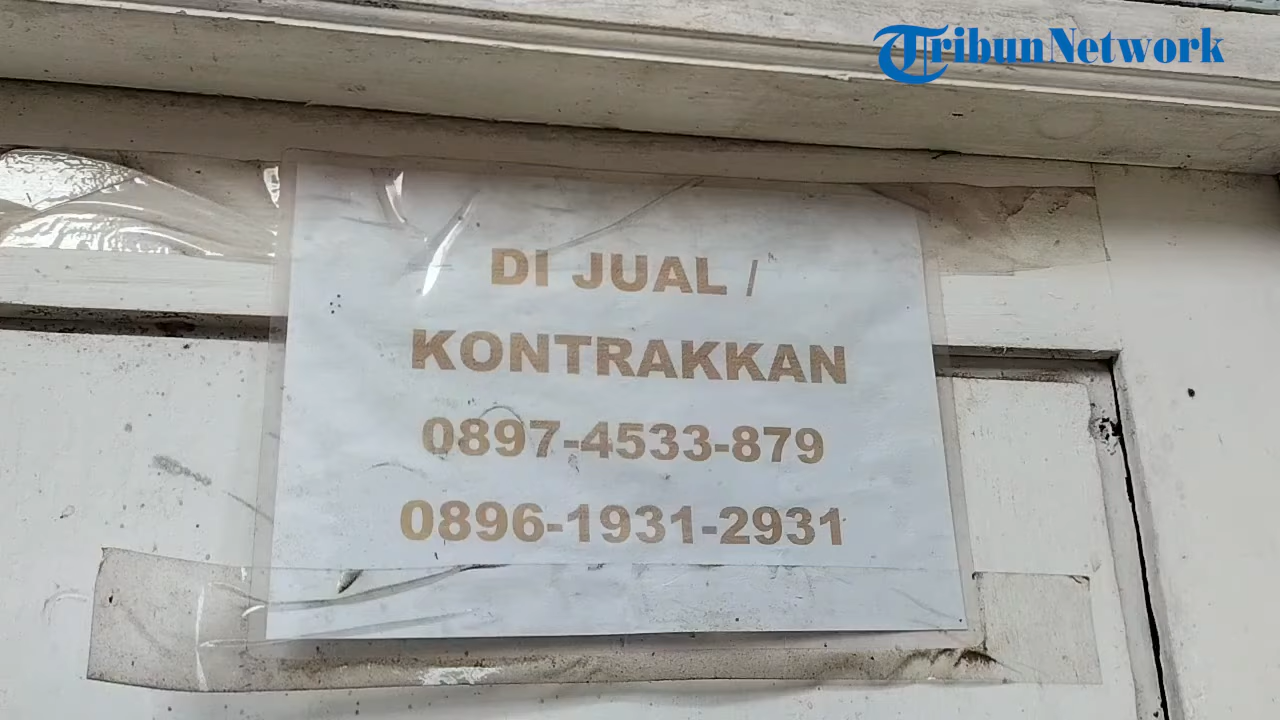 TribunNetwork
DI JUAL /
KONTRAKKAN
0897-4533-879
0896-1931-2931